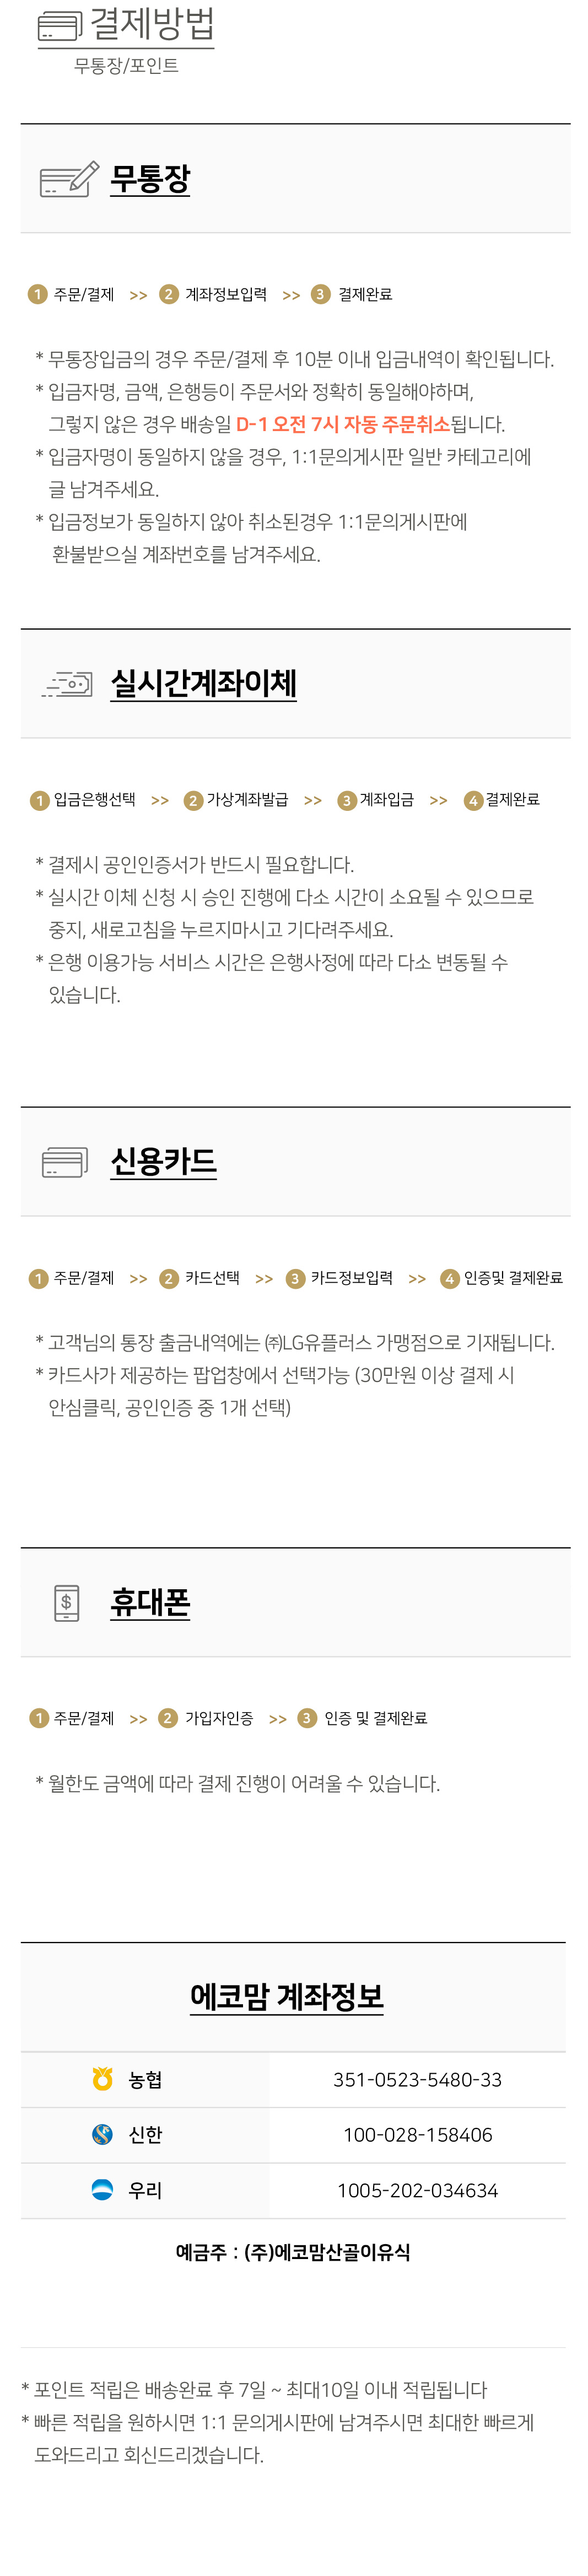 결제방법
무통장/포인트
무통장
1 주문/결제 >> 2 계좌정보입력 >> 3 결제완료
* 무통장입금의 경우 주문/결제 후 10분 이내 입금내역이 확인됩니다.
* 입금자명, 금액, 은행등이 주문서와 정확히 동일해야하며,
그렇지 않은 경우 배송일 D-1 오전 7시 자동 주문취소됩니다.
* 입금자명이 동일하지 않을 경우, 1:1문의게시판 일반 카테고리에
글 남겨주세요.
* 입금정보가 동일하지 않아 취소된경우 1:1문의게시판에
환불받으실 계좌번호를 남겨주세요.
실시간계좌이체
1 입금은행선택 >> 2 가상계좌발급 >> 3 계좌입금 >> 4 결제완료
* 결제시 공인인증서가 반드시 필요합니다.
* 실시간 이체 신청 시 승인 진행에 다소 시간이 소요될 수 있으므로
중지, 새로고침을 누르지마시고 기다려주세요.
* 은행 이용가능 서비스 시간은 은행사정에 따라 다소 변동될 수
있습니다.
신용카드
1 주문/결제 >> 2 카드선택 >> 3 카드정보입력 >> 4 인증및 결제완료
* 고객님의 통장 출금내역에는 ㈜LG유플러스 가맹점으로 기재됩니다.
* 카드사가 제공하는 팝업창에서 선택가능 (30만원 이상 결제 시
안심클릭, 공인인증 중 1개 선택)
$ 휴대폰
1 주문/결제 >> 2 가입자인증 >> 3 인증 및 결제완료
* 월한도 금액에 따라 결제 진행이 어려울 수 있습니다.
에코맘 계좌정보
농협 351-0523-5480-33
신한 100-028-158406
우리 1005-202-034634
예금주 : (주)에코맘산골이유식
* 포인트 적립은 배송완료 후 7일 ~ 최대10일 이내 적립됩니다
* 빠른 적립을 원하시면 1:1 문의게시판에 남겨주시면 최대한 빠르게
도와드리고 회신드리겠습니다.